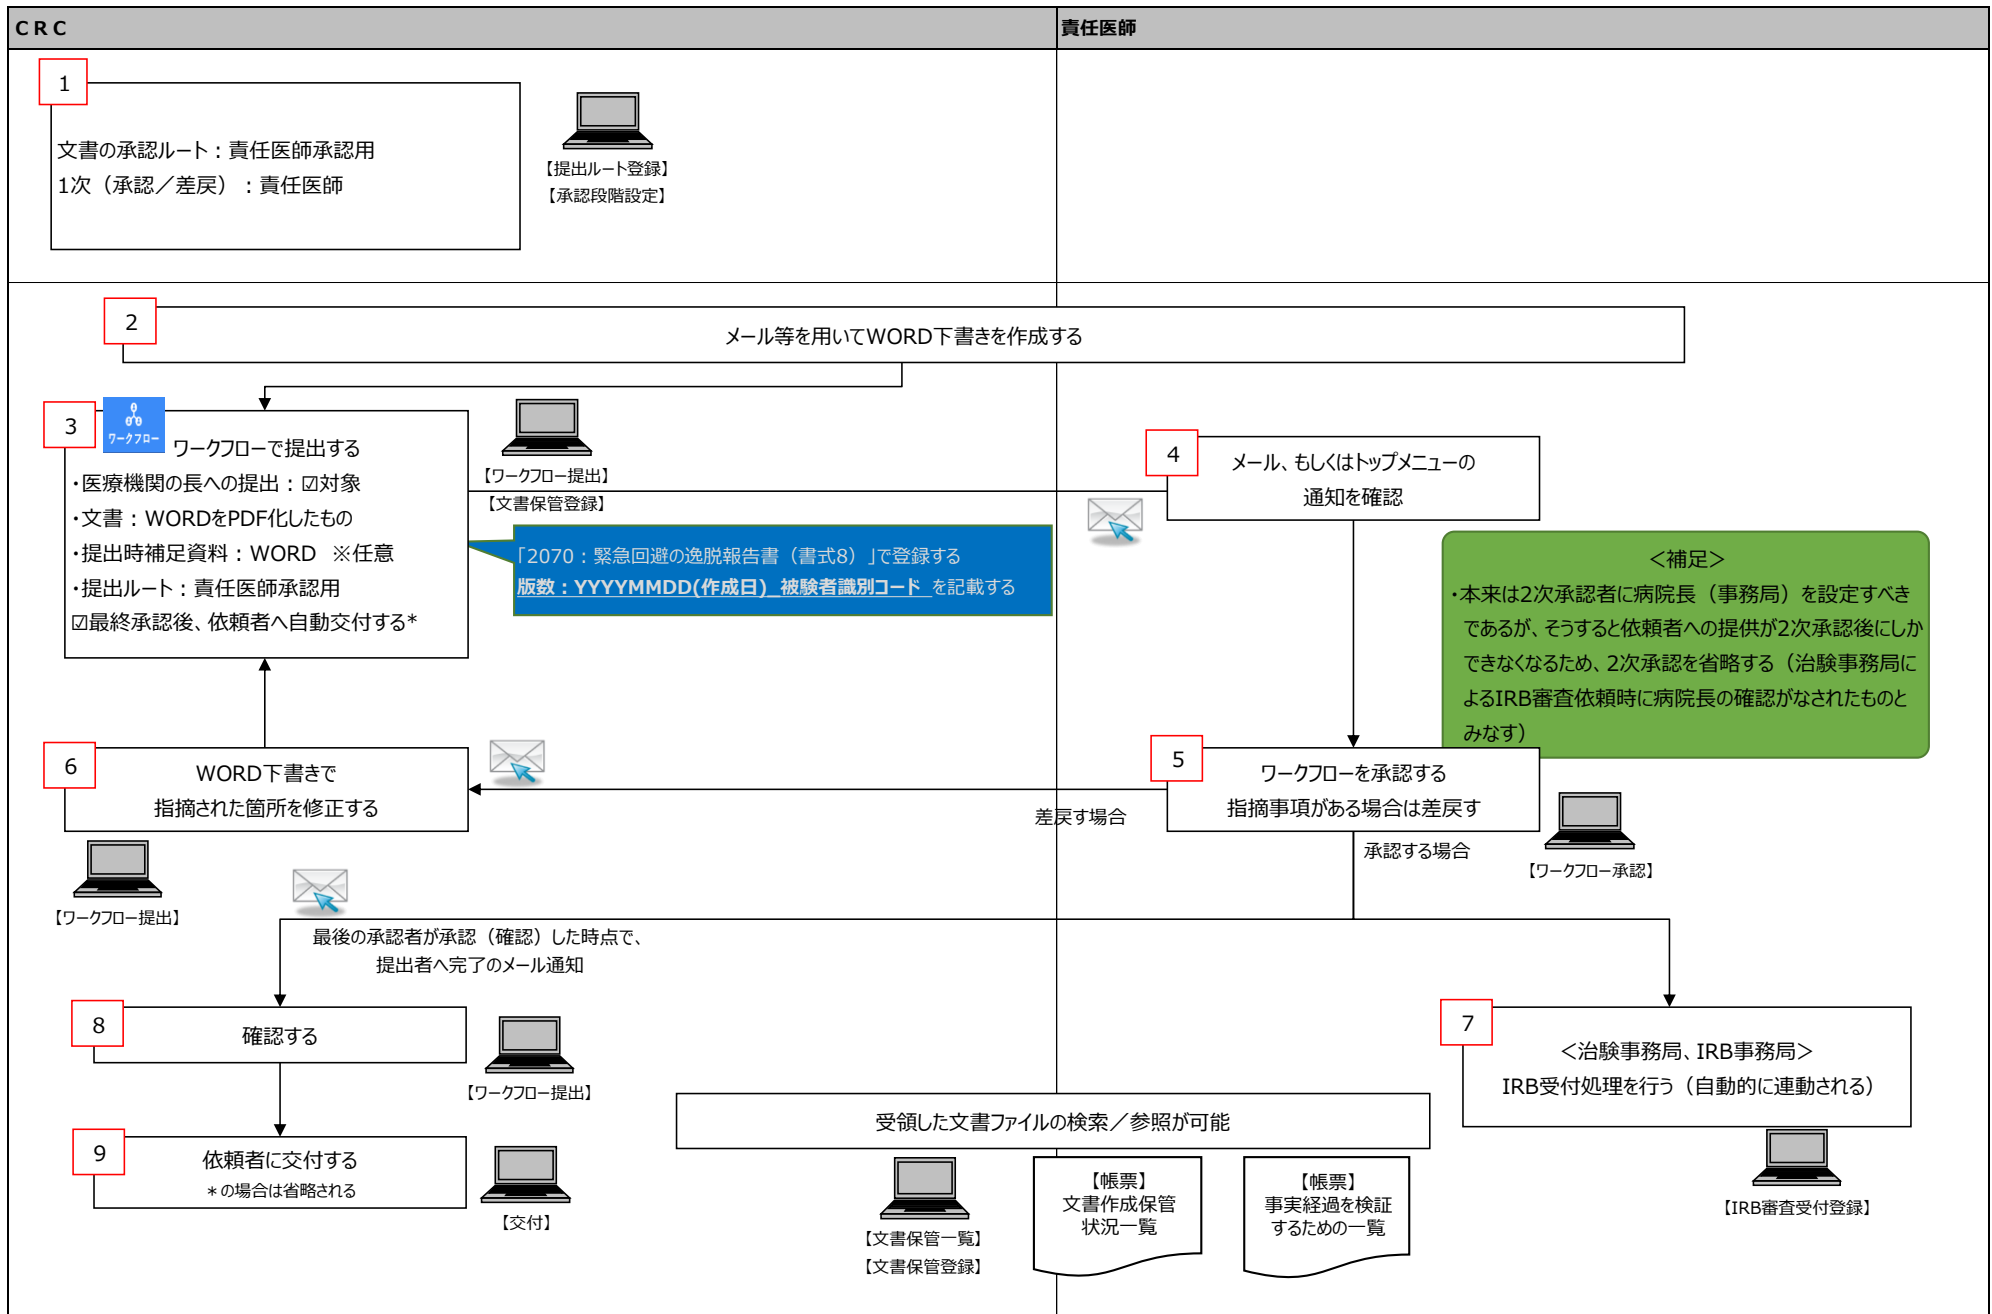 ＣＲＣ
責任医師
1
文書の承認ルート：責任医師承認用
1次（承認／差戻）：責任医師
【提出ルート登録】
【承認段階設定】
2
メール等を用いてWORD下書きを作成する
3
ワークフロー
ワークフローで提出する
・医療機関の長への提出：☑対象
・文書：WORDをPDF化したもの
・提出時補足資料：WORD　※任意
・提出ルート：責任医師承認用
☑最終承認後、依頼者へ自動交付する*
【ワークフロー提出】
【文書保管登録】
「2070：緊急回避の逸脱報告書（書式8）」で登録する
版数：YYYYMMDD(作成日)_被験者識別コード を記載する
4
メール、もしくはトップメニューの
通知を確認
＜補足＞
・本来は2次承認者に病院長（事務局）を設定すべき
であるが、そうすると依頼者への提供が2次承認後にしか
できなくなるため、2次承認を省略する（治験事務局に
よるIRB審査依頼時に病院長の確認がなされたものと
みなす）
5
ワークフローを承認する
指摘事項がある場合は差戻す
差戻す場合
承認する場合
【ワークフロー承認】
6
WORD下書きで
指摘された箇所を修正する
【ワークフロー提出】
最後の承認者が承認（確認）した時点で、
提出者へ完了のメール通知
8
確認する
【ワークフロー提出】
7
＜治験事務局、IRB事務局＞
IRB受付処理を行う（自動的に連動される）
【IRB審査受付登録】
9
依頼者に交付する
＊の場合は省略される
【交付】
受領した文書ファイルの検索／参照が可能
【文書保管一覧】
【文書保管登録】
【帳票】
文書作成保管
状況一覧
【帳票】
事実経過を検証
するための一覧